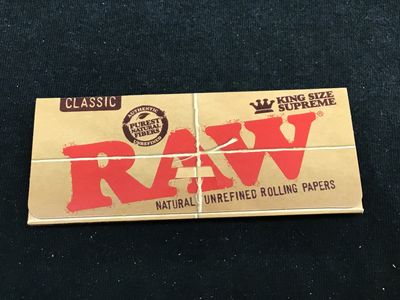 CLASSIC
AUTHENTIC
PUREST
NATURAL
FIBERS
UNREFINED
KING SIZE
SUPREME
RAW®
NATURAL UNREFINED ROLLING PAPERS